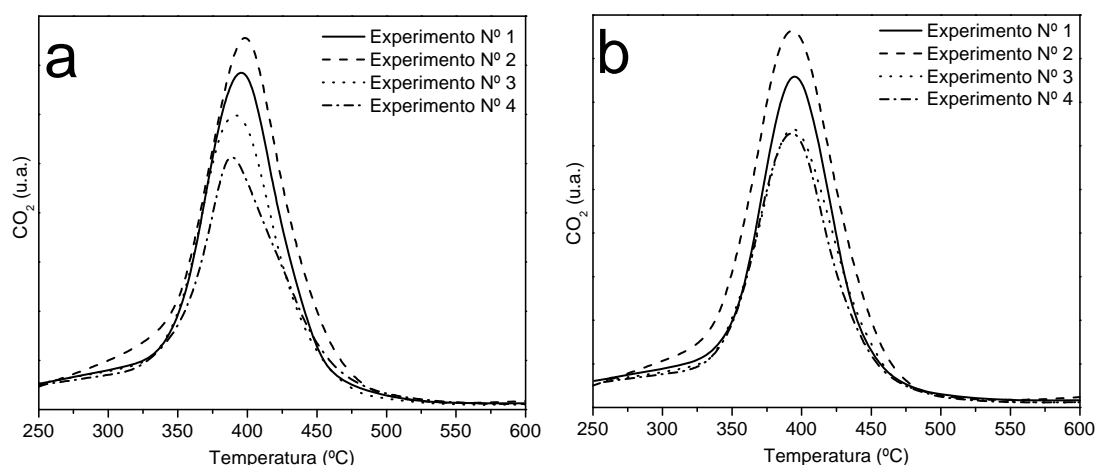 a
Experimento Nº 1
Experimento Nº 2
Experimento Nº 3
Experimento Nº 4
CO2 (u.a.)
250 300 350 400 450 500 550 600
Temperatura (ºC)
b
Experimento Nº 1
Experimento Nº 2
Experimento Nº 3
Experimento Nº 4
CO2 (u.a.)
250 300 350 400 450 500 550 600
Temperatura (ºC)